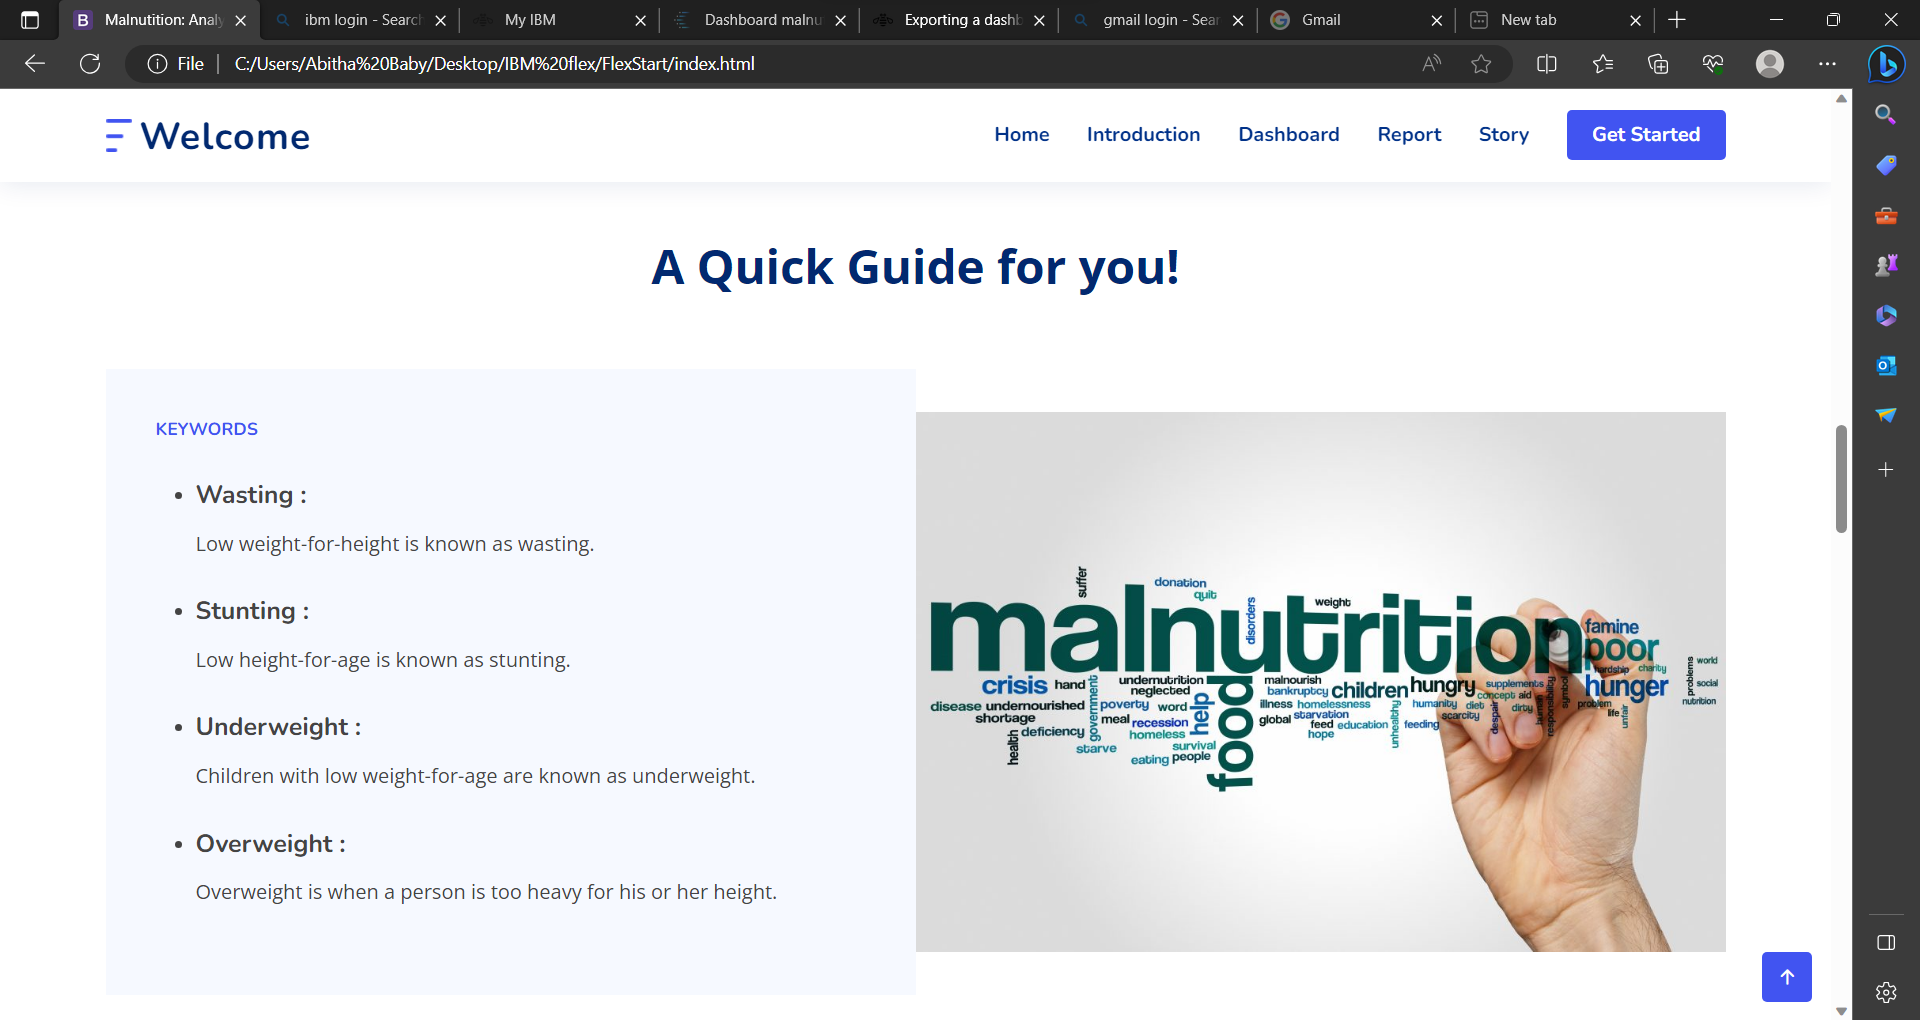 Malnutition: Analy
ibm login - Search
My IBM
Dashboard malnu
Exporting a dashb
gmail login - Sear
Gmail
New tab
File
C:/Users/Abitha%20Baby/Desktop/IBM%20flex/FlexStart/index.html
Welcome
Home
Introduction
Dashboard
Report
Story
Get Started
A Quick Guide for you!
KEYWORDS
Wasting :
Low weight-for-height is known as wasting.
Stunting :
Low height-for-age is known as stunting.
Underweight :
Children with low weight-for-age are known as underweight.
Overweight :
Overweight is when a person is too heavy for his or her height.
suffer
donation
quit
disorders
weight
malnutrition
famine
poor
hardship
charity
problems
world
social
nutrition
crisis
hand
undernutrition
neglected
malnourish
bankruptcy
children
hungry
supplements
concept
aid
hunger
disease
undernourished
government
poverty
word
help
food
illness
homelessness
humanity
diet
despair
dirty
human
responsibility
symbol
problem
life
unfair
shortage
meal
recession
global
starvation
scarcity
feed
education
unhealthy
feeding
health
deficiency
homeless
hope
starve
survival
eating
people